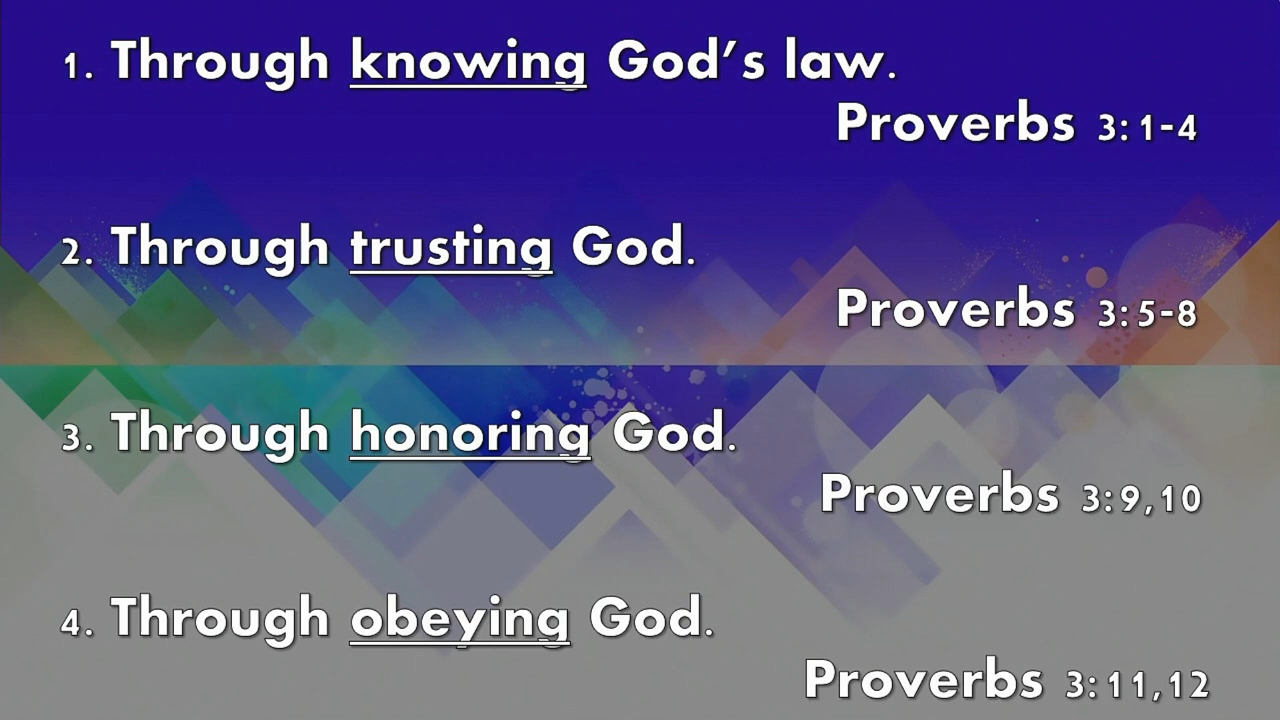 1. Through knowing God's law.
Proverbs 3:1-4
2. Through trusting God.
Proverbs 3:5-8
3. Through honoring God.
Proverbs 3:9,10
4. Through obeying God.
Proverbs 3:11,12